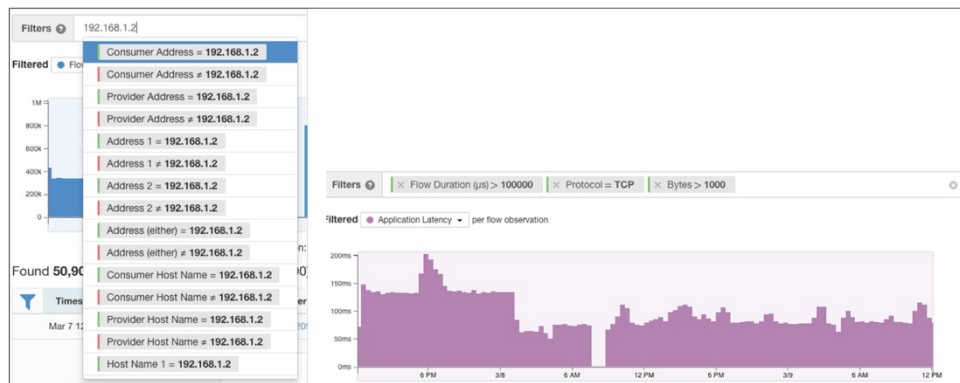 Filters ? 192.168.1.2
Consumer Address = 192.168.1.2
Consumer Address ≠ 192.168.1.2
Provider Address = 192.168.1.2
Provider Address ≠ 192.168.1.2
Address 1 = 192.168.1.2
Address 1 ≠ 192.168.1.2
Address 2 = 192.168.1.2
Address 2 ≠ 192.168.1.2
Address (either) = 192.168.1.2
Address (either) ≠ 192.168.1.2
Consumer Host Name = 192.168.1.2
Consumer Host Name ≠ 192.168.1.2
Provider Host Name = 192.168.1.2
Provider Host Name ≠ 192.168.1.2
Host Name 1 = 192.168.1.2
Filtered Flo
1M
800k
600k
400k
200k
0
Found 50,90
Times
Mar 7 12
Filters ? × Flow Duration (µs) > 100000 × Protocol = TCP × Bytes > 1000
iltered Application Latency per flow observation
200ms
150ms
100ms
50ms
0ms
6 PM 3/8 6 AM 12 PM 6 PM 3/9 6 AM 12 PM